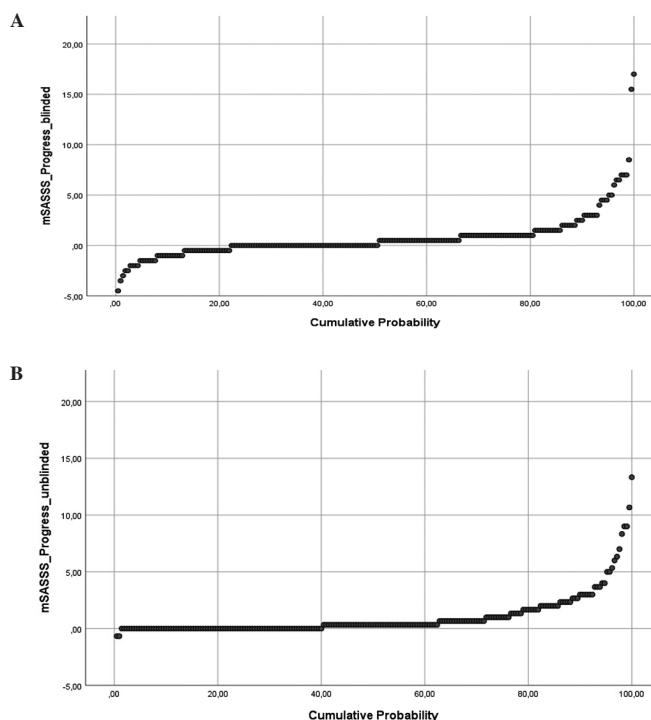 A
mSASSS_Progress_blinded
20,00
15,00
10,00
5,00
,00
-5,00
,00 20,00 40,00 60,00 80,00 100,00
Cumulative Probability
B
mSASSS_Progress_unblinded
20,00
15,00
10,00
5,00
,00
-5,00
,00 20,00 40,00 60,00 80,00 100,00
Cumulative Probability